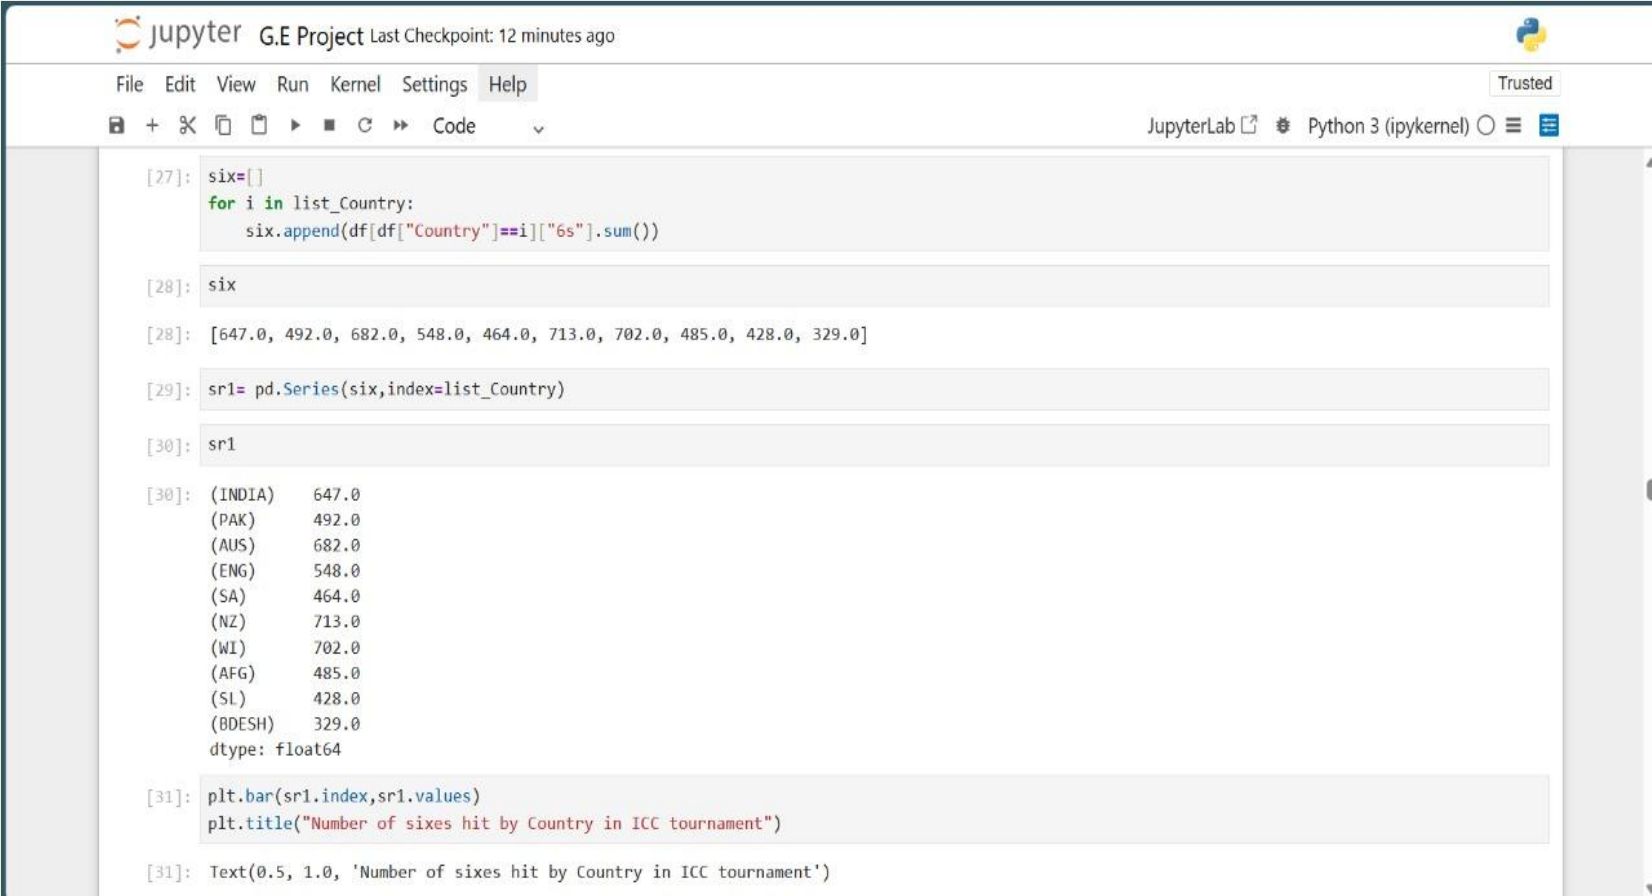 jupyter G.E Project Last Checkpoint: 12 minutes ago
File Edit View Run Kernel Settings Help Trusted
Code JupyterLab Python 3 (ipykernel)
[27]: six=[]
for i in list_Country:
    six.append(df[df["Country"]==i]["6s"].sum())
[28]: six
[28]: [647.0, 492.0, 682.0, 548.0, 464.0, 713.0, 702.0, 485.0, 428.0, 329.0]
[29]: sr1= pd.Series(six,index=list_Country)
[30]: sr1
[30]: (INDIA)    647.0
(PAK)      492.0
(AUS)      682.0
(ENG)      548.0
(SA)       464.0
(NZ)       713.0
(WI)       702.0
(AFG)      485.0
(SL)       428.0
(BDESH)    329.0
dtype: float64
[31]: plt.bar(sr1.index,sr1.values)
plt.title("Number of sixes hit by Country in ICC tournament")
[31]: Text(0.5, 1.0, 'Number of sixes hit by Country in ICC tournament')